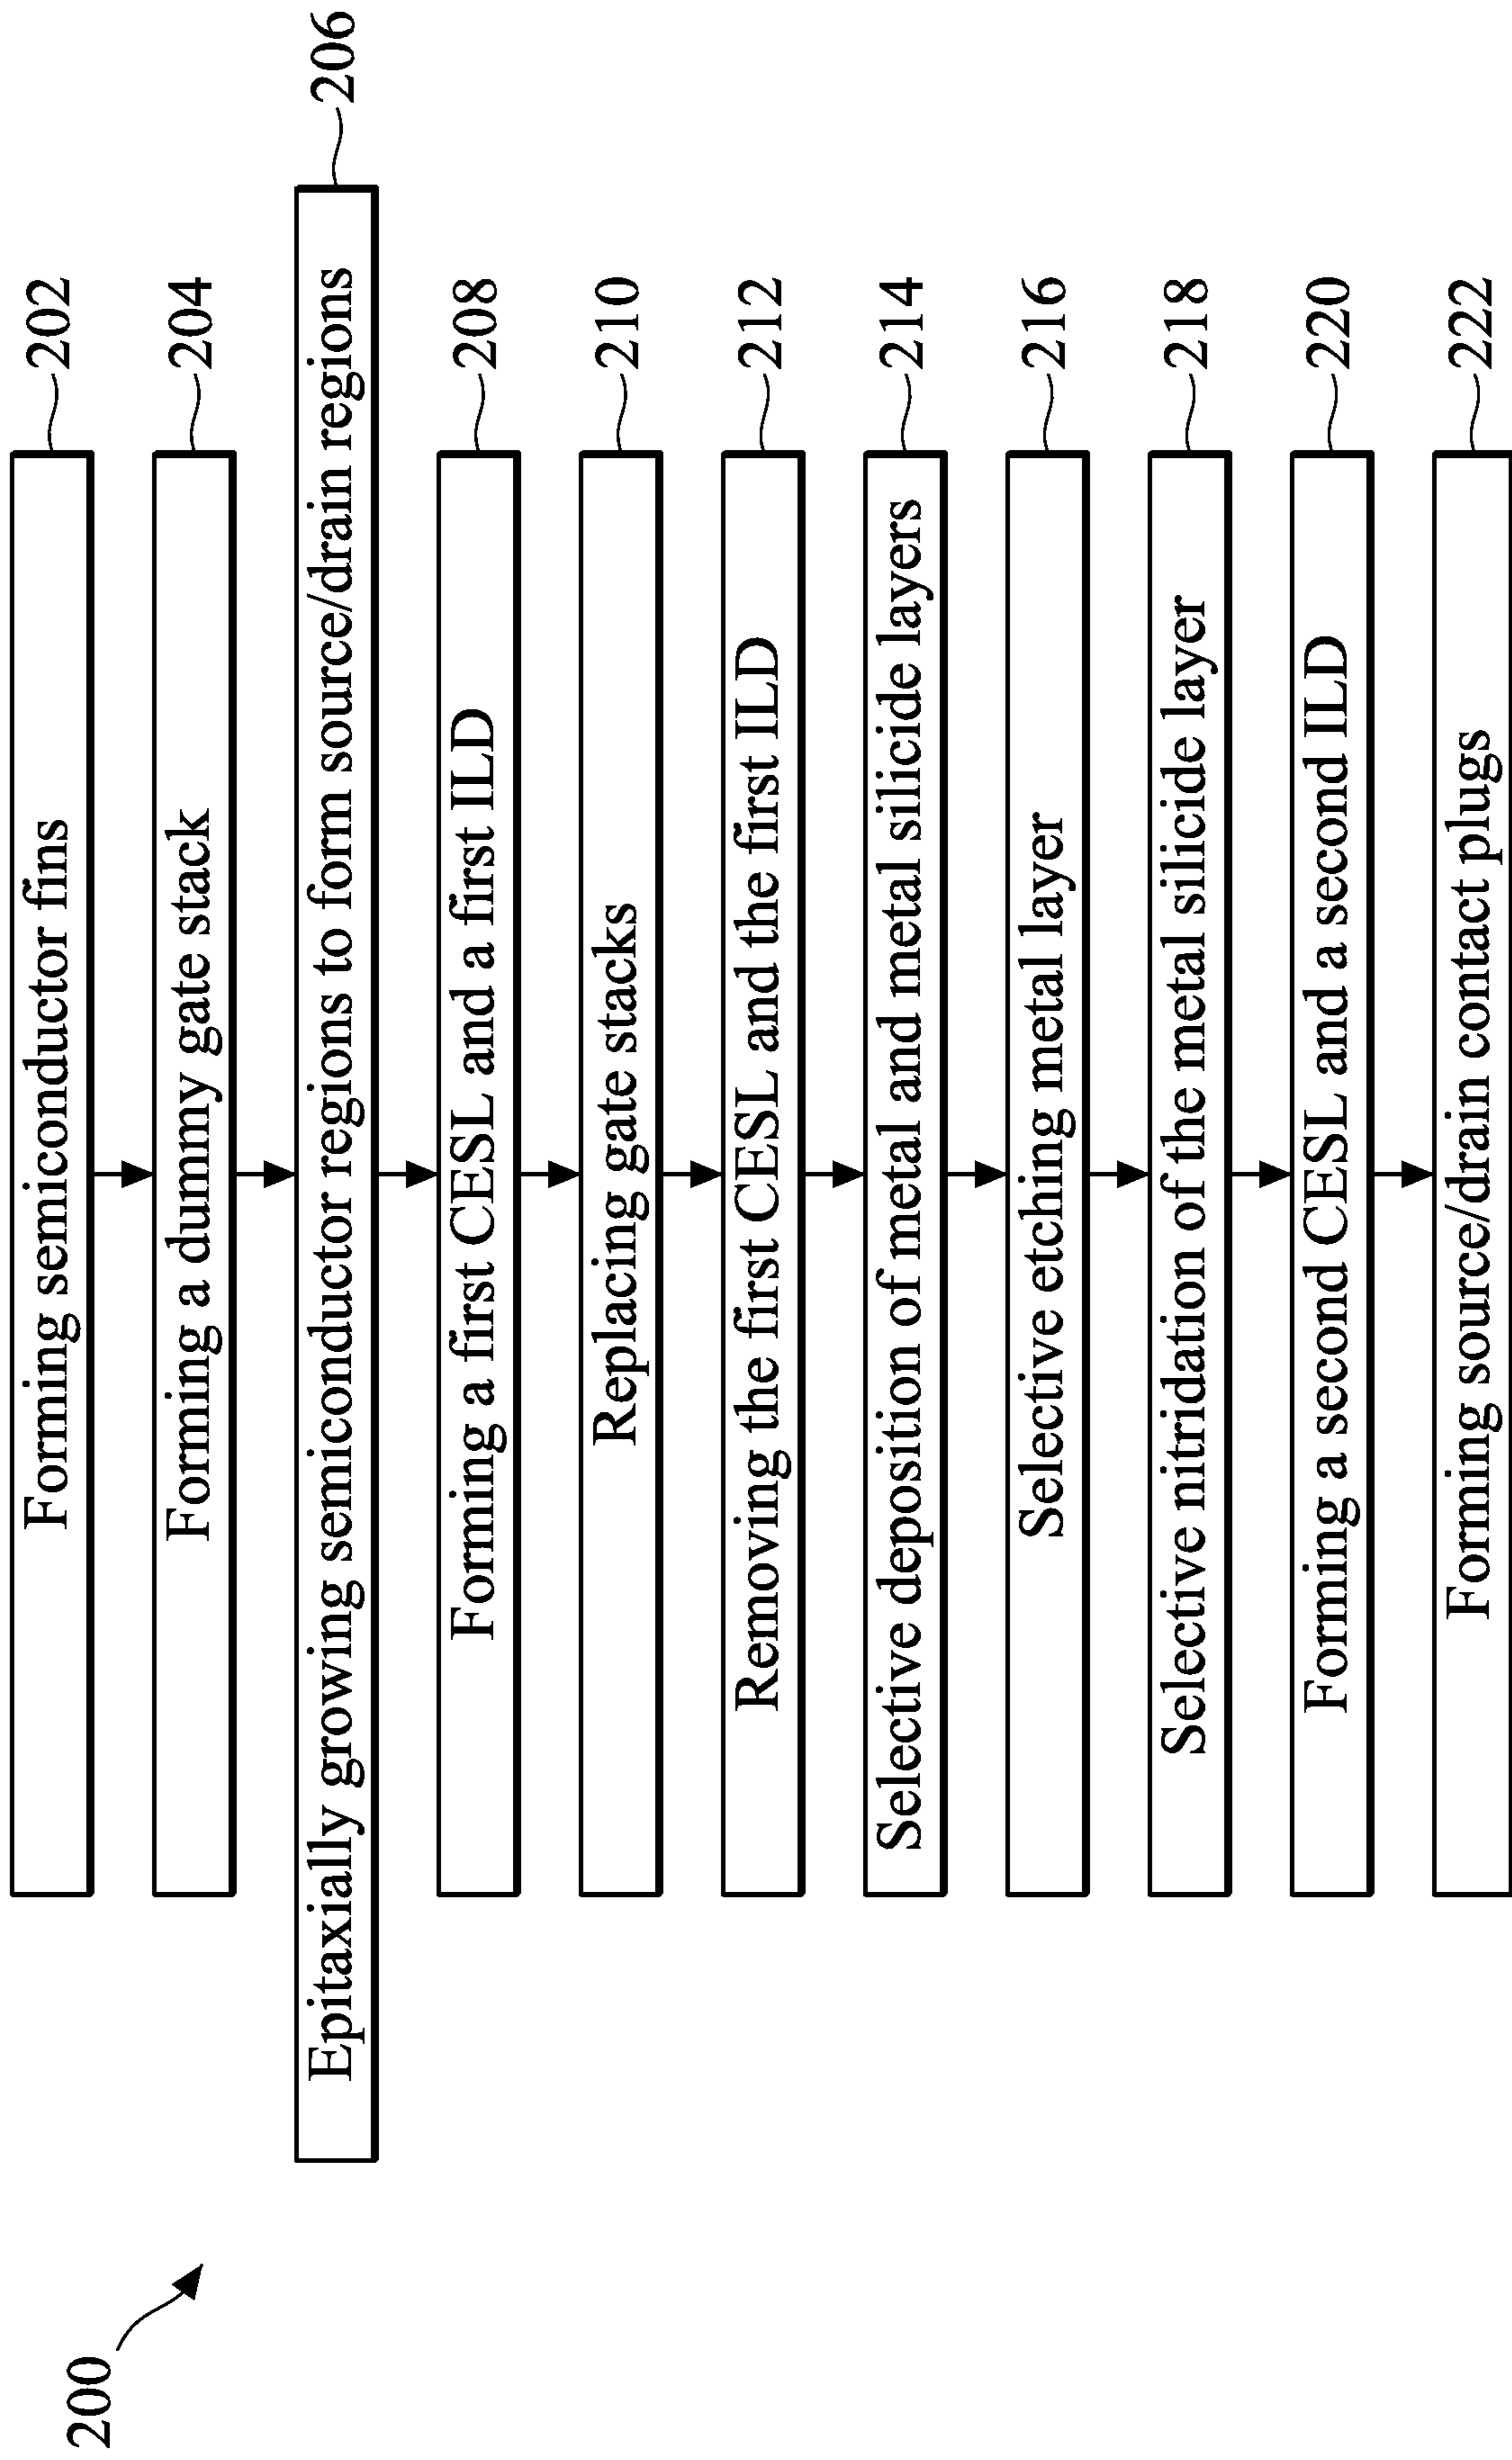 200
Forming semiconductor fins
202
Forming a dummy gate stack
204
Epitaxially growing semiconductor regions to form source/drain regions
206
Forming a first CESL and a first ILD
208
Replacing gate stacks
210
Removing the first CESL and the first ILD
212
Selective deposition of metal and metal silicide layers
214
Selective etching metal layer
216
Selective nitridation of the metal silicide layer
218
Forming a second CESL and a second ILD
220
Forming source/drain contact plugs
222